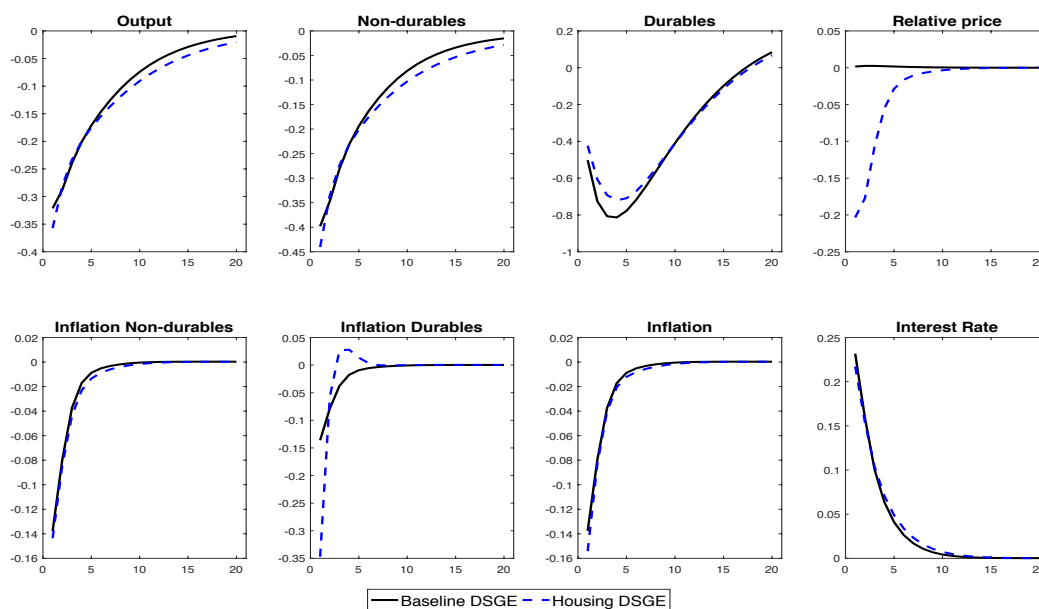 Output Non-durables Durables Relative price
0 0 0.2 0.05
-0.05 -0.05 0 0
-0.1 -0.1 -0.2 -0.05
-0.15 -0.15 -0.4 -0.1
-0.2 -0.2 -0.6 -0.15
-0.25 -0.25 -0.8 -0.2
-0.3 -0.3 -1 -0.25
-0.35 -0.35
-0.4 -0.4
-0.45
0 5 10 15 20 0 5 10 15 20 0 5 10 15 20 0 5 10 15 20
Inflation Non-durables Inflation Durables Inflation Interest Rate
0.02 0.05 0.02 0.25
0 0 0 0.2
-0.02 -0.05 -0.02 0.15
-0.04 -0.1 -0.04 0.1
-0.06 -0.15 -0.06 0.05
-0.08 -0.2 -0.08 0
-0.1 -0.25 -0.1
-0.12 -0.3 -0.12
-0.14 -0.35 -0.14
-0.16 -0.16
0 5 10 15 20 0 5 10 15 20 0 5 10 15 20 0 5 10 15 20
Baseline DSGE Housing DSGE